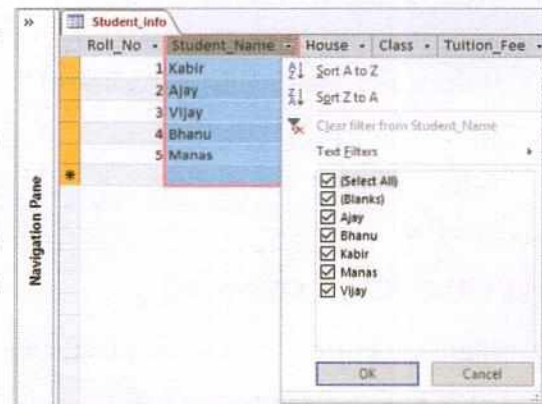 » Student_Info
Roll_No Student_Name House Class Tuition_Fee
1 Kabir
2 Ajay
3 Vijay
4 Bhanu
5 Manas
Navigation Pane
Sort A to Z
Sort Z to A
Clear filter from Student_Name
Text Filters
(Select All)
(Blanks)
Ajay
Bhanu
Kabir
Manas
Vijay
OK Cancel